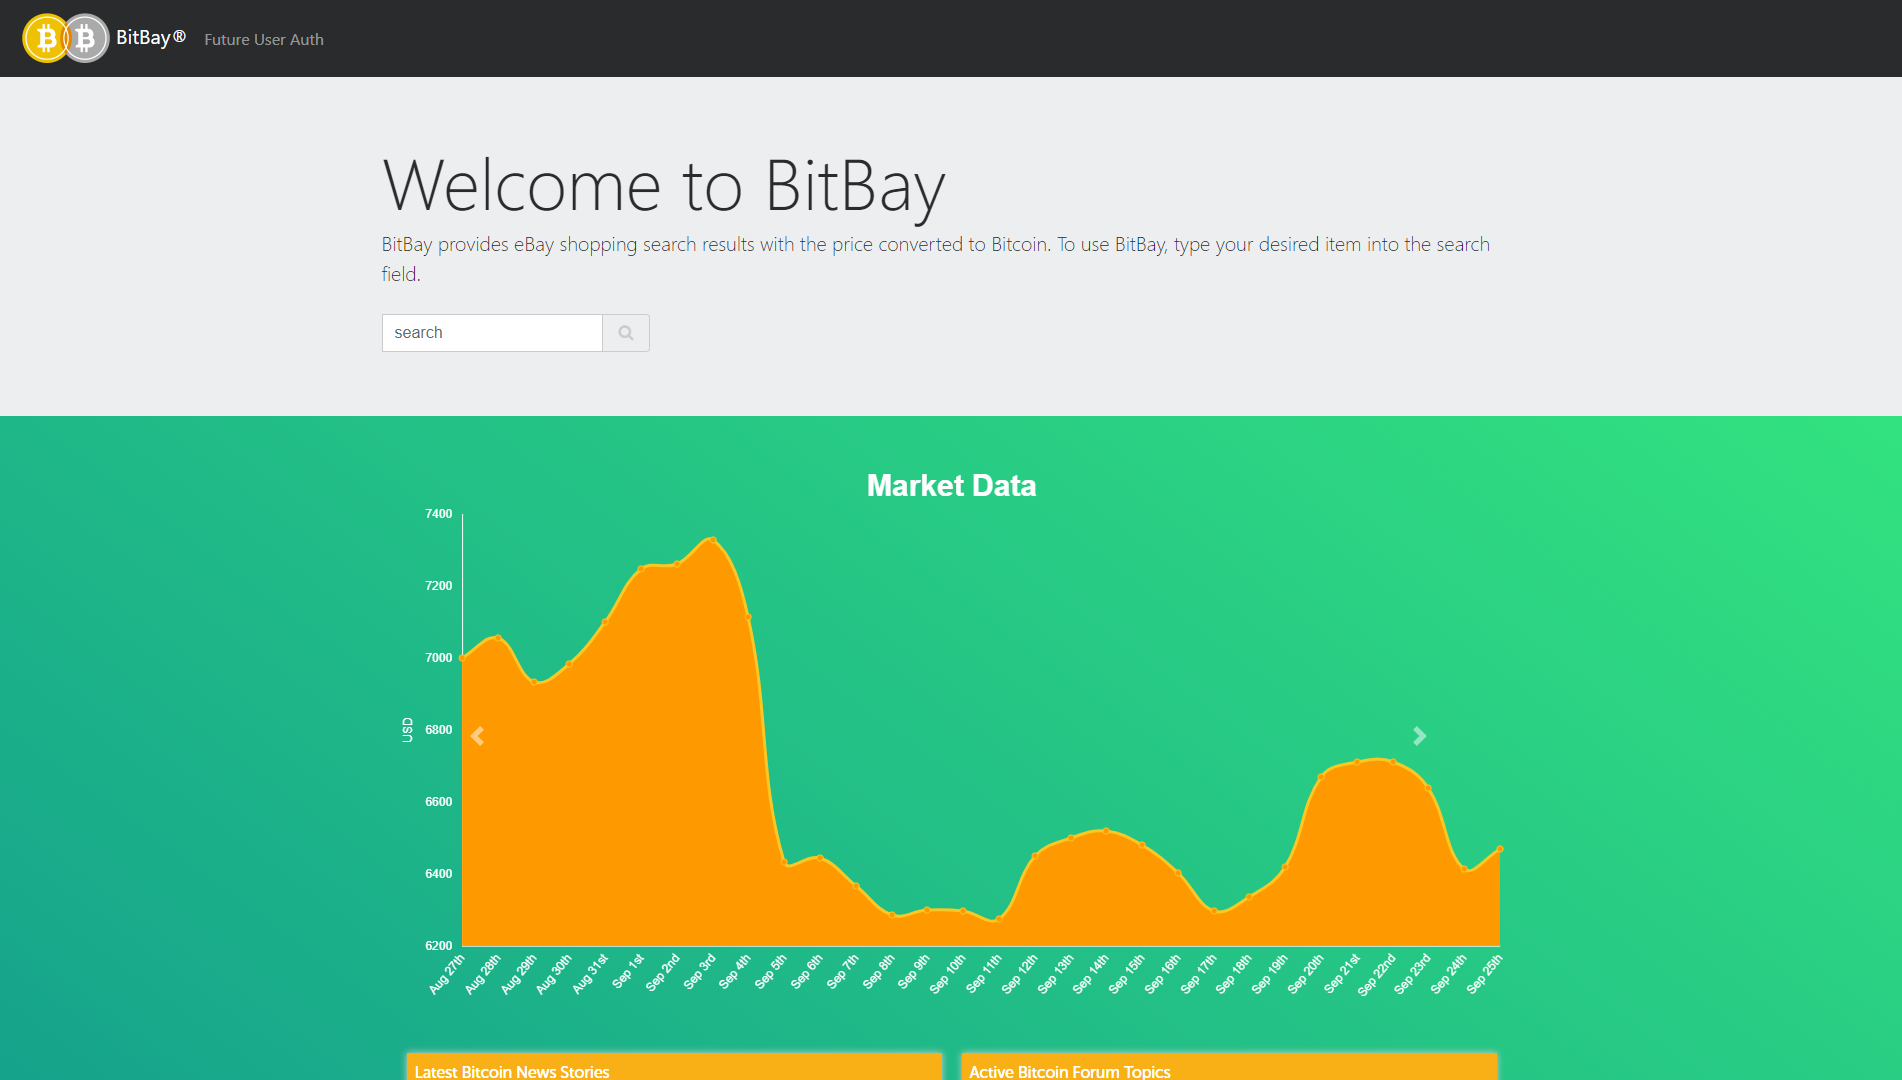 BitBay® Future User Auth
Welcome to BitBay
BitBay provides eBay shopping search results with the price converted to Bitcoin. To use BitBay, type your desired item into the search
field.
search
Market Data
7400
7200
7000
6800
6600
6400
6200
USD
Aug 27th
Aug 28th
Aug 29th
Aug 30th
Aug 31st
Sep 1st
Sep 2nd
Sep 3rd
Sep 4th
Sep 5th
Sep 6th
Sep 7th
Sep 8th
Sep 9th
Sep 10th
Sep 11th
Sep 12th
Sep 13th
Sep 14th
Sep 15th
Sep 16th
Sep 17th
Sep 18th
Sep 19th
Sep 20th
Sep 21st
Sep 22nd
Sep 23rd
Sep 24th
Sep 25th
Latest Bitcoin News Stories
Active Bitcoin Forum Topics